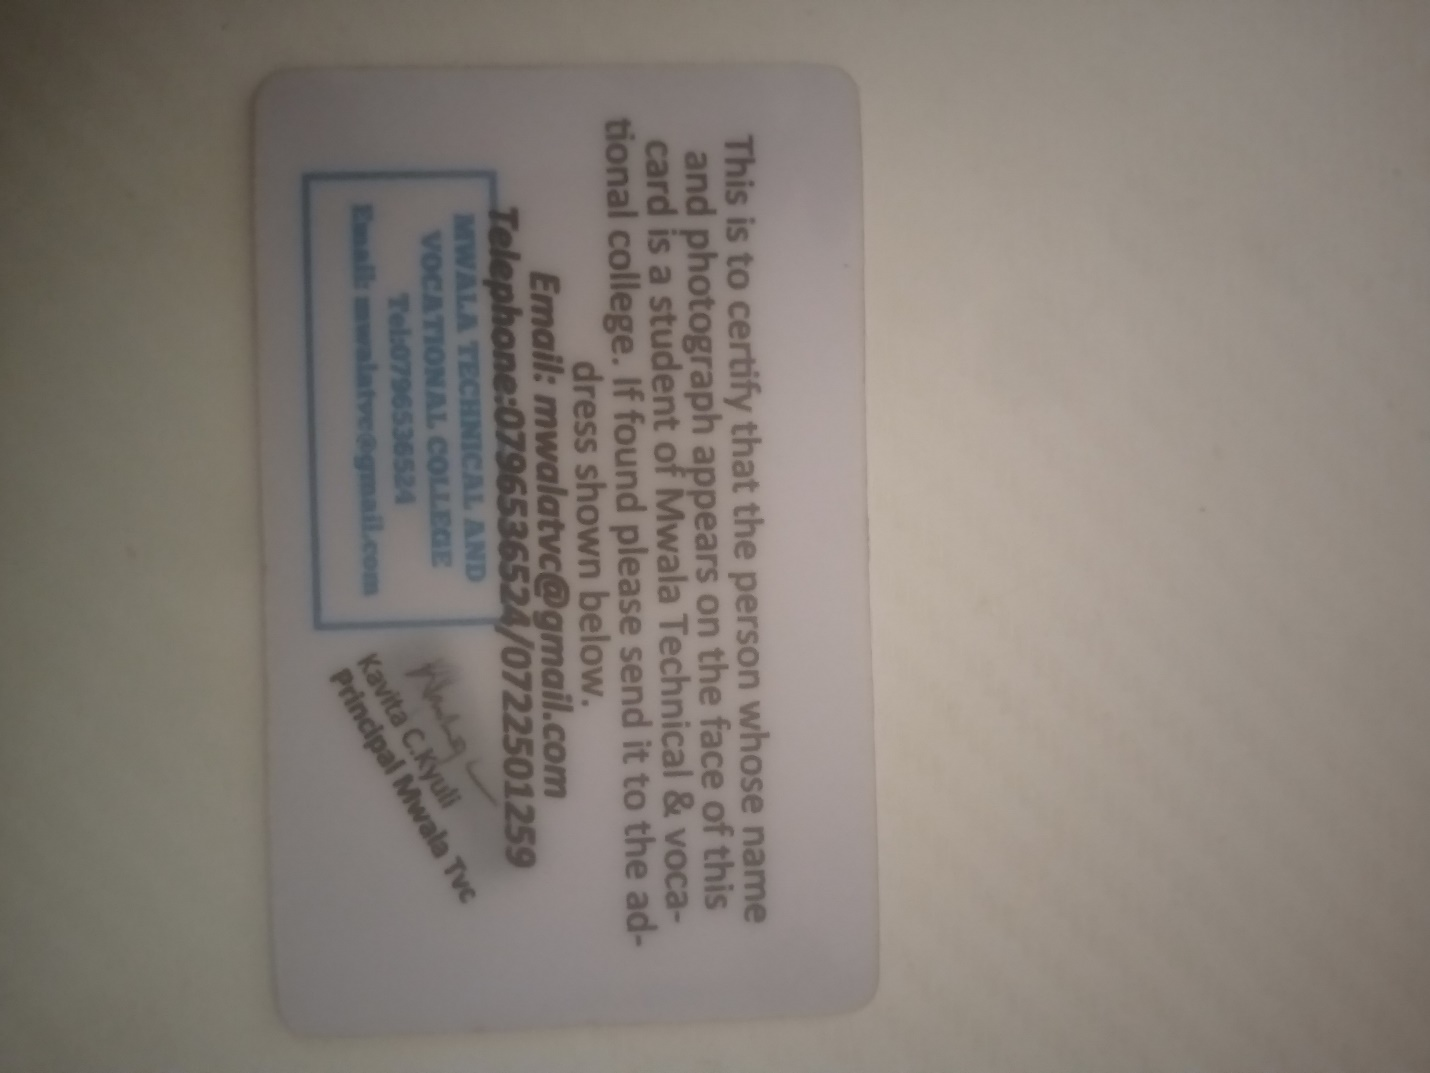 This is to certify that the person whose name
and photograph appears on the face of this
card is a student of Mwala Technical & voca-
tional college. If found please send it to the ad-
dress shown below.
Email: mwalatvc@gmail.com
Telephone:0796536524/0722501259
MWALA TECHINICAL AND
VOCATIONAL COLLEGE
Tel:0796536524
Email: mwalatvc@gmail.com
Kavita C.Kyuli
Principal Mwala Tvc